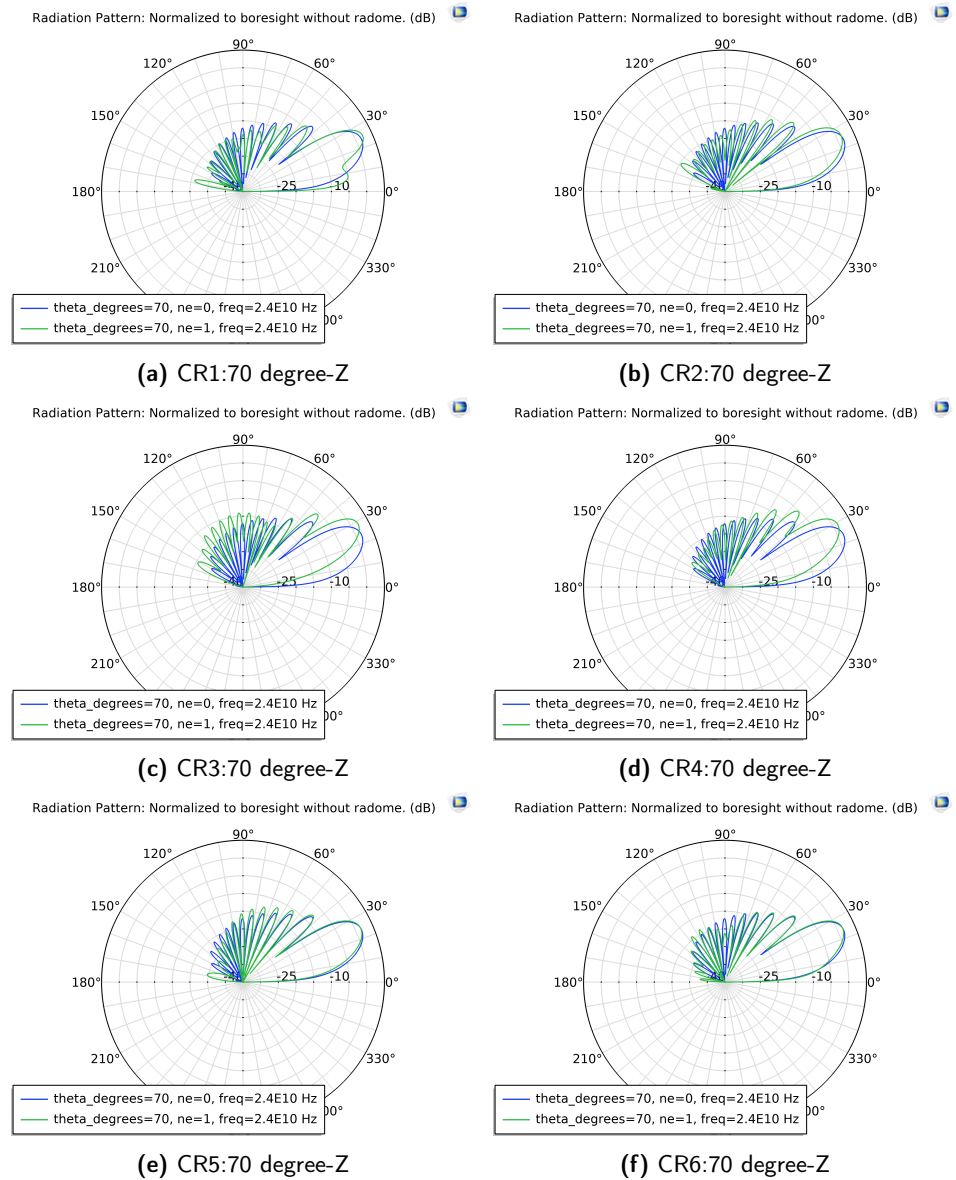 Radiation Pattern: Normalized to boresight without radome. (dB)
90°
120°
60°
150°
30°
180°
-25
-10
0°
210°
330°
theta_degrees=70, ne=0, freq=2.4E10 Hz
theta_degrees=70, ne=1, freq=2.4E10 Hz
(a) CR1:70 degree-Z
Radiation Pattern: Normalized to boresight without radome. (dB)
90°
120°
60°
150°
30°
180°
-25
-10
0°
210°
330°
theta_degrees=70, ne=0, freq=2.4E10 Hz
theta_degrees=70, ne=1, freq=2.4E10 Hz
(b) CR2:70 degree-Z
Radiation Pattern: Normalized to boresight without radome. (dB)
90°
120°
60°
150°
30°
180°
-25
-10
0°
210°
330°
theta_degrees=70, ne=0, freq=2.4E10 Hz
theta_degrees=70, ne=1, freq=2.4E10 Hz
(c) CR3:70 degree-Z
Radiation Pattern: Normalized to boresight without radome. (dB)
90°
120°
60°
150°
30°
180°
-25
-10
0°
210°
330°
theta_degrees=70, ne=0, freq=2.4E10 Hz
theta_degrees=70, ne=1, freq=2.4E10 Hz
(d) CR4:70 degree-Z
Radiation Pattern: Normalized to boresight without radome. (dB)
90°
120°
60°
150°
30°
180°
-25
-10
0°
210°
330°
theta_degrees=70, ne=0, freq=2.4E10 Hz
theta_degrees=70, ne=1, freq=2.4E10 Hz
(e) CR5:70 degree-Z
Radiation Pattern: Normalized to boresight without radome. (dB)
90°
120°
60°
150°
30°
180°
-25
-10
0°
210°
330°
theta_degrees=70, ne=0, freq=2.4E10 Hz
theta_degrees=70, ne=1, freq=2.4E10 Hz
(f) CR6:70 degree-Z